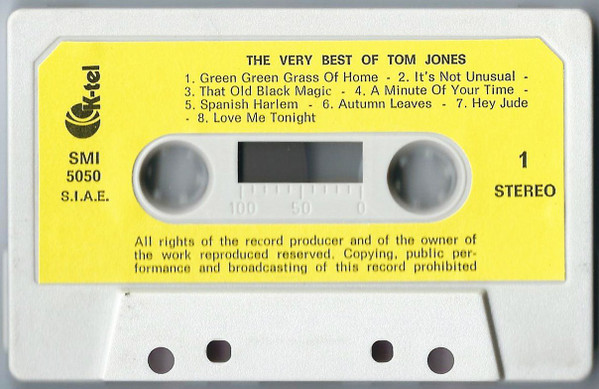 THE VERY BEST OF TOM JONES
1. Green Green Grass Of Home - 2. It's Not Unusual -
3. That Old Black Magic - 4. A Minute Of Your Time -
5. Spanish Harlem - 6. Autumn Leaves - 7. Hey Jude
- 8. Love Me Tonight
K-tel
SMI
5050
S.I.A.E.
1
STEREO
100 50 0
All rights of the record producer and of the owner of
the work reproduced reserved. Copying, public per-
formance and broadcasting of this record prohibited